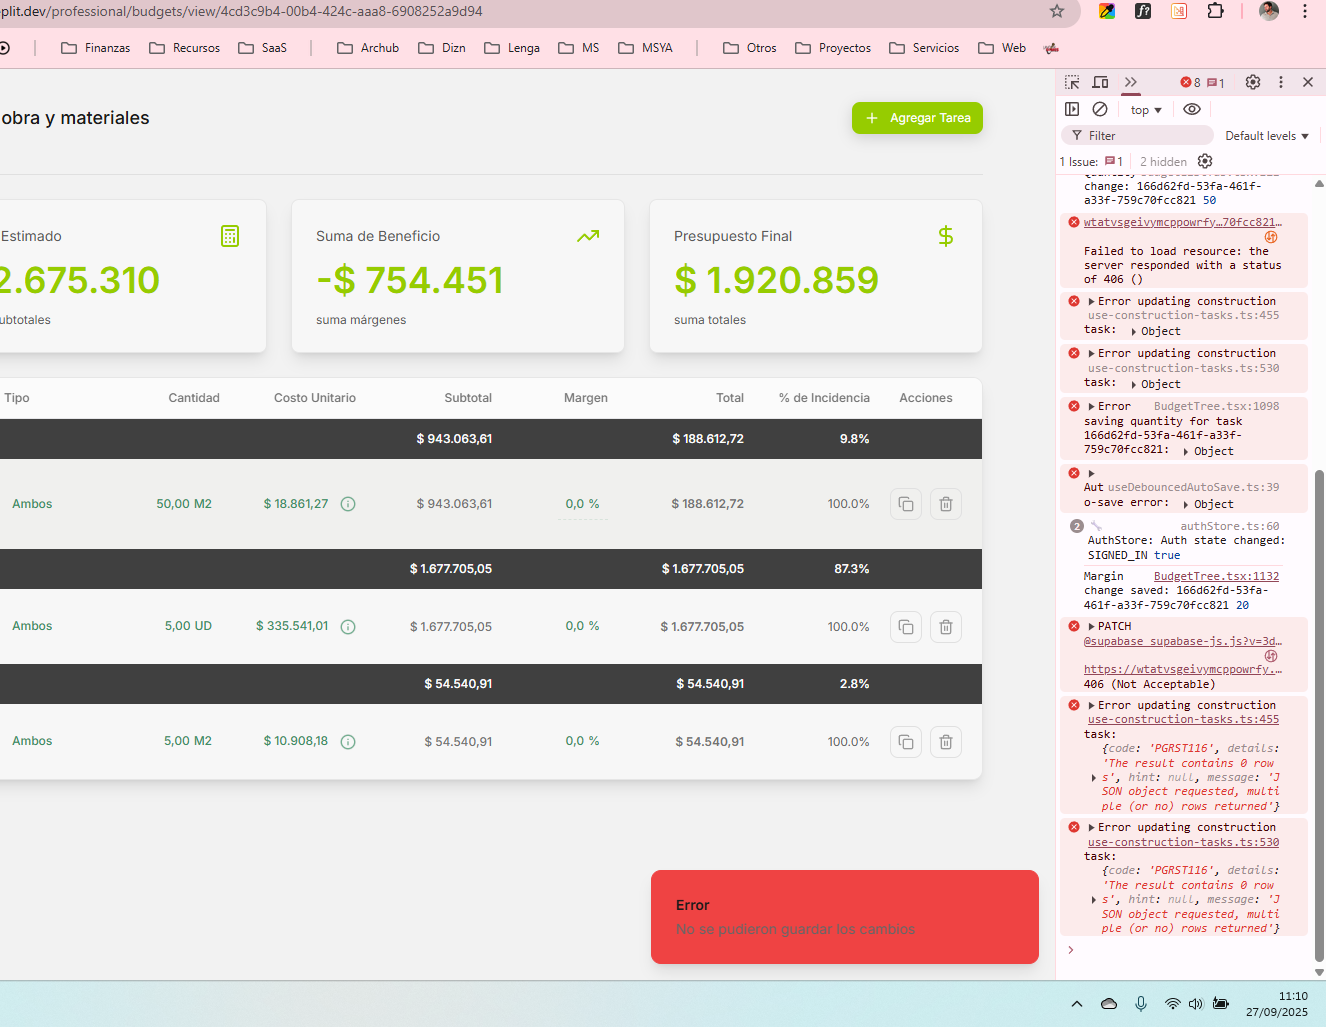 plit.dev/professional/budgets/view/4cd3c9b4-00b4-424c-aaa8-6908252a9d94
Finanzas Recursos SaaS Archub Dizn Lenga MS MSYA Otros Proyectos Servicios Web
obra y materiales
Agregar Tarea
Estimado
2.675.310
ubtotales
Suma de Beneficio
-$ 754.451
suma márgenes
Presupuesto Final
$ 1.920.859
suma totales
Tipo Cantidad Costo Unitario Subtotal Margen Total % de Incidencia Acciones
$ 943.063,61 $ 188.612,72 9.8%
Ambos 50,00 M2 $ 18.861,27 $ 943.063,61 0,0 % $ 188.612,72 100.0%
$ 1.677.705,05 $ 1.677.705,05 87.3%
Ambos 5,00 UD $ 335.541,01 $ 1.677.705,05 0,0 % $ 1.677.705,05 100.0%
$ 54.540,91 $ 54.540,91 2.8%
Ambos 5,00 M2 $ 10.908,18 $ 54.540,91 0,0 % $ 54.540,91 100.0%
Error
No se pudieron guardar los cambios
8 1
top
Filter Default levels
1 Issue: 1 2 hidden
change: 166d62fd-53fa-461f-
a33f-759c70fcc821 50
wtatvsgeivymcppowrfy…70fcc821…
Failed to load resource: the
server responded with a status
of 406 ()
Error updating construction
use-construction-tasks.ts:455
task: Object
Error updating construction
use-construction-tasks.ts:530
task: Object
Error BudgetTree.tsx:1098
saving quantity for task
166d62fd-53fa-461f-a33f-
759c70fcc821: Object
Aut useDebouncedAutoSave.ts:39
o-save error: Object
2 authStore.ts:60
AuthStore: Auth state changed:
SIGNED_IN true
Margin BudgetTree.tsx:1132
change saved: 166d62fd-53fa-
461f-a33f-759c70fcc821 20
PATCH
@supabase_supabase-js.js?v=3d…
https://wtatvsgeivymcppowrfy.…
406 (Not Acceptable)
Error updating construction
use-construction-tasks.ts:455
task:
{code: 'PGRST116', details:
'The result contains 0 row
s', hint: null, message: 'J
SON object requested, multi
ple (or no) rows returned'}
Error updating construction
use-construction-tasks.ts:530
task:
{code: 'PGRST116', details:
'The result contains 0 row
s', hint: null, message: 'J
SON object requested, multi
ple (or no) rows returned'}
11:10
27/09/2025